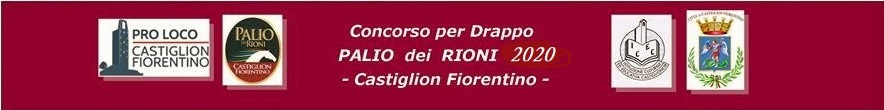 PRO LOCO
CASTIGLION
FIORENTINO
PALIO
DEI RIONI
CASTIGLION
FIORENTINO
Concorso per Drappo
PALIO dei RIONI 2020
- Castiglion Fiorentino -